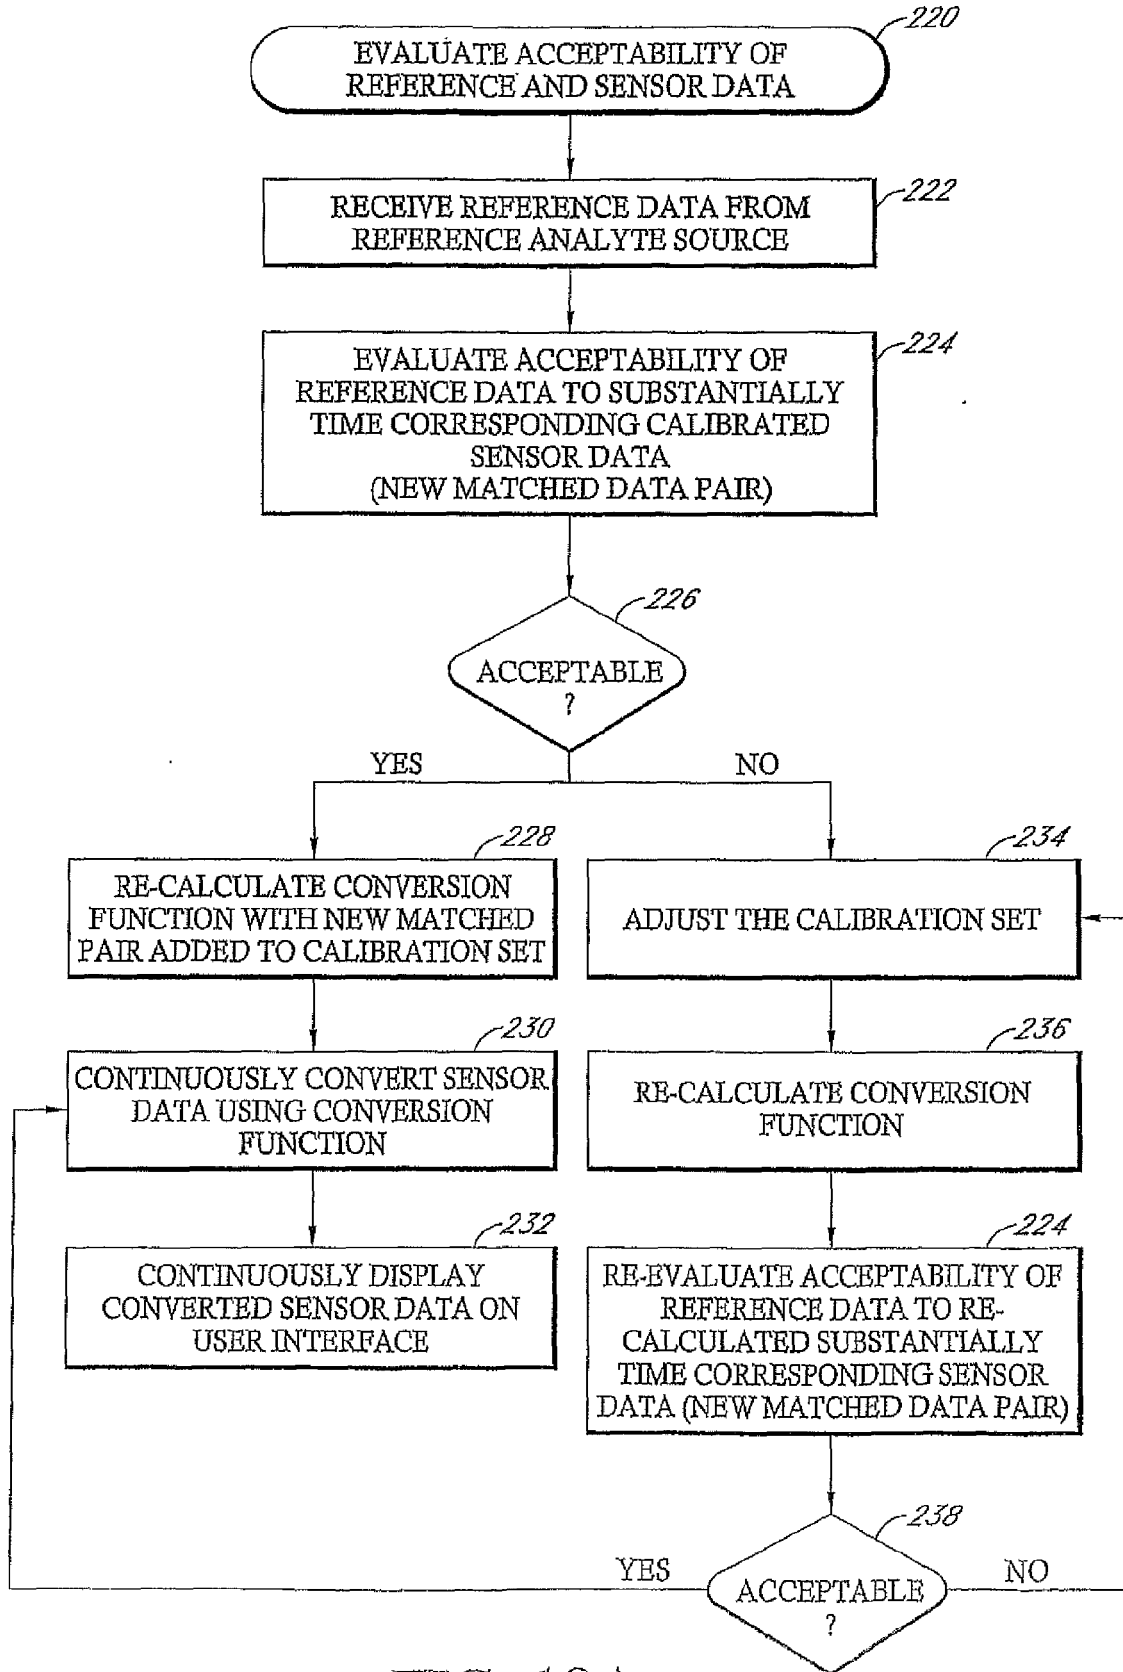 220
EVALUATE ACCEPTABILITY OF
REFERENCE AND SENSOR DATA
222
RECEIVE REFERENCE DATA FROM
REFERENCE ANALYTE SOURCE
224
EVALUATE ACCEPTABILITY OF
REFERENCE DATA TO SUBSTANTIALLY
TIME CORRESPONDING CALIBRATED
SENSOR DATA
(NEW MATCHED DATA PAIR)
226
ACCEPTABLE
?
YES
NO
228
RE-CALCULATE CONVERSION
FUNCTION WITH NEW MATCHED
PAIR ADDED TO CALIBRATION SET
234
ADJUST THE CALIBRATION SET
230
CONTINUOUSLY CONVERT SENSOR
DATA USING CONVERSION
FUNCTION
236
RE-CALCULATE CONVERSION
FUNCTION
232
CONTINUOUSLY DISPLAY
CONVERTED SENSOR DATA ON
USER INTERFACE
224
RE-EVALUATE ACCEPTABILITY OF
REFERENCE DATA TO RE-
CALCULATED SUBSTANTIALLY
TIME CORRESPONDING SENSOR
DATA (NEW MATCHED DATA PAIR)
238
YES
ACCEPTABLE
?
NO